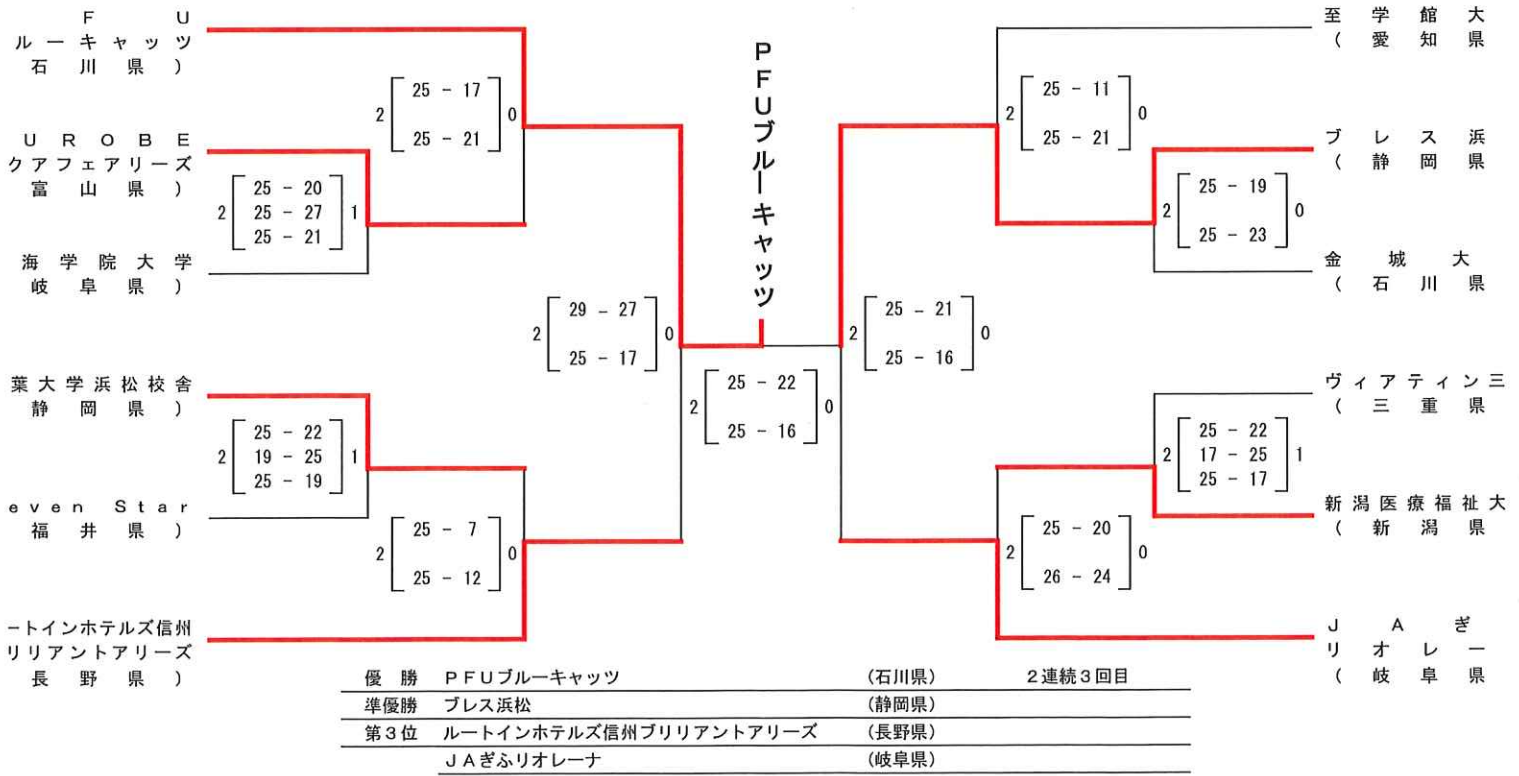 F U
ルーキャッツ
石川県）
UROBE
クアフェアリーズ
富山県）
海学院大学
岐阜県）
葉大学浜松校舎
静岡県）
even Star
福井県）
ートインホテルズ信州
リリアントアリーズ
長野県）
2 25 - 17 0
25 - 21
25 - 20
2 25 - 27 1
25 - 21
29 - 27
2 0
25 - 17
25 - 22
2 19 - 25 1
25 - 19
25 - 7
2 0
25 - 12
PFUブルーキャッツ
25 - 22
2 0
25 - 16
25 - 11
2 0
25 - 21
25 - 19
2 0
25 - 23
25 - 21
2 0
25 - 16
25 - 22
2 17 - 25 1
25 - 17
25 - 20
2 0
26 - 24
至学館大
（愛知県
ブレス浜
（静岡県
金城大
（石川県
ヴィアティン三
（三重県
新潟医療福祉大
（新潟県
JAぎ
リオレー
（岐阜県
優勝 PFUブルーキャッツ （石川県） 2連続3回目
準優勝 ブレス浜松 （静岡県）
第3位 ルートインホテルズ信州ブリリアントアリーズ （長野県）
JAぎふリオレーナ （岐阜県）